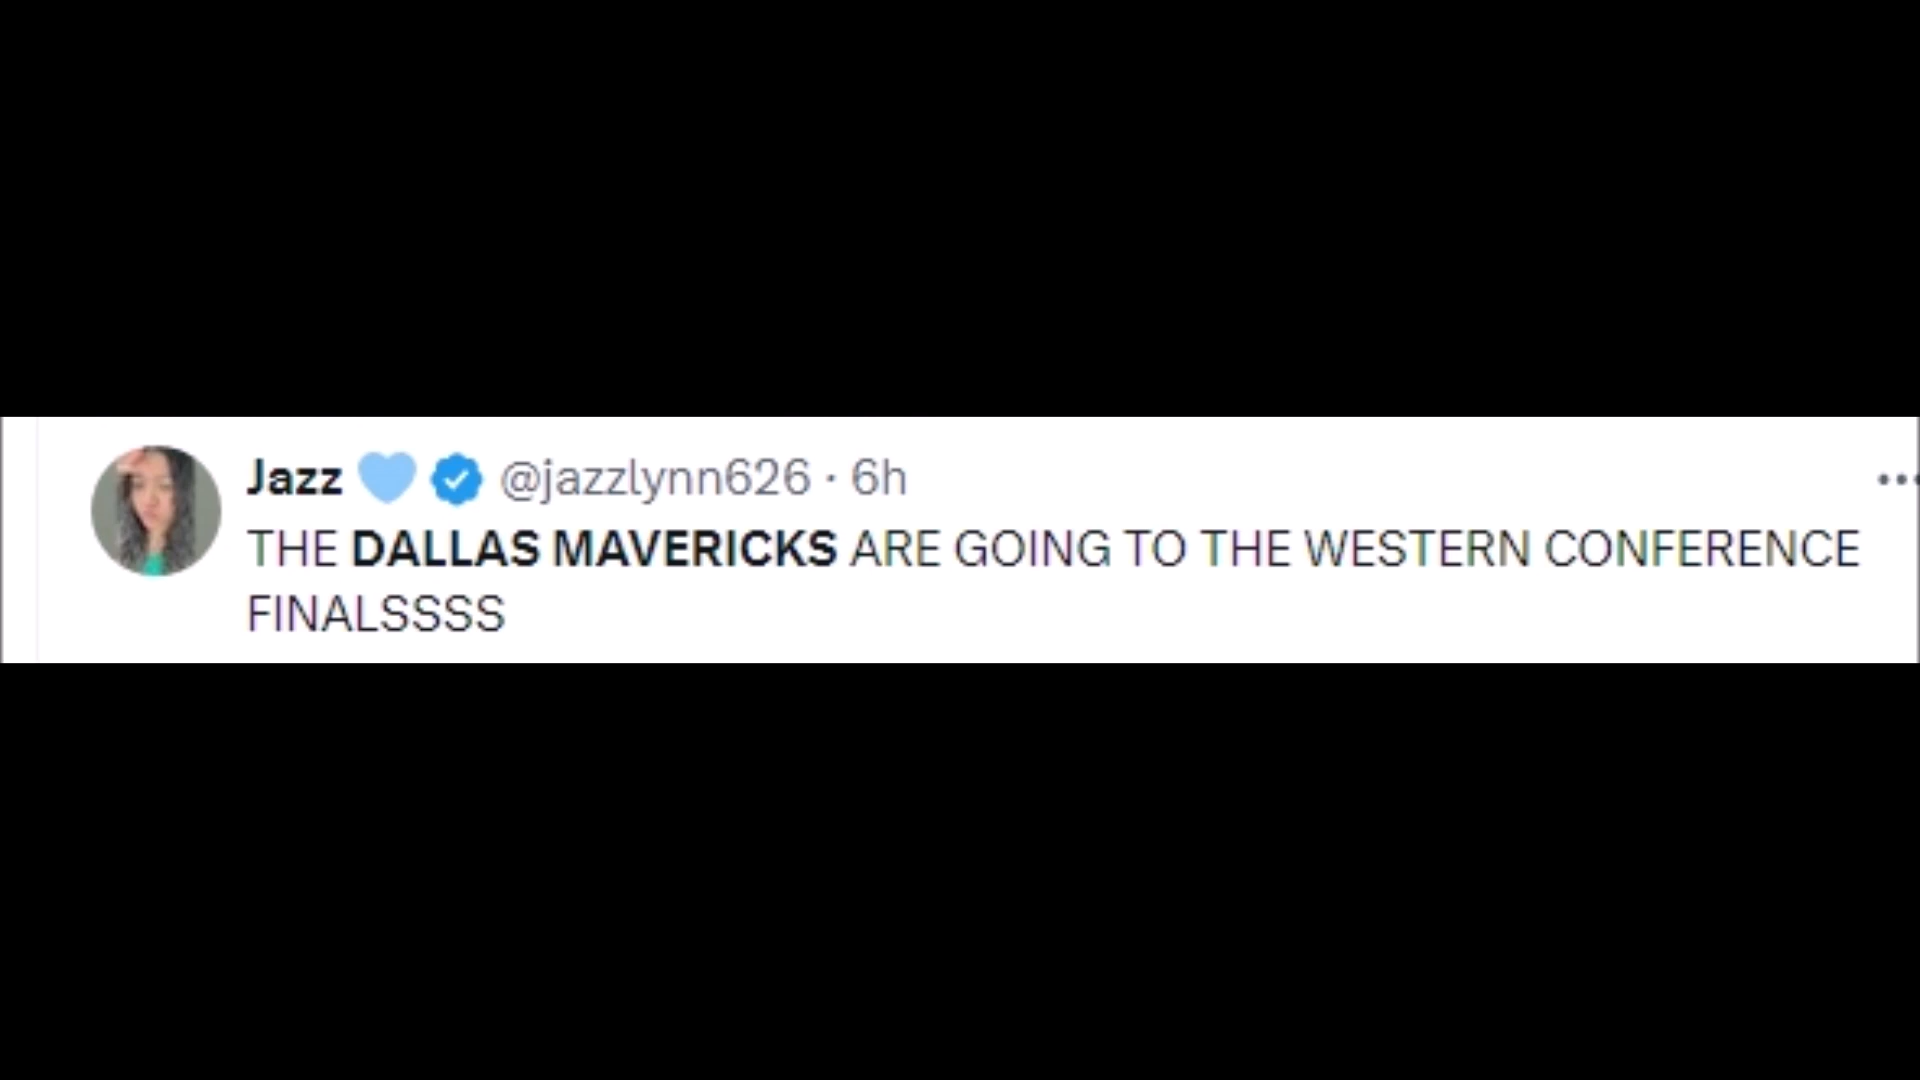 Jazz 🩵 @jazzlynn626 · 6h
THE DALLAS MAVERICKS ARE GOING TO THE WESTERN CONFERENCE
FINALSSSS